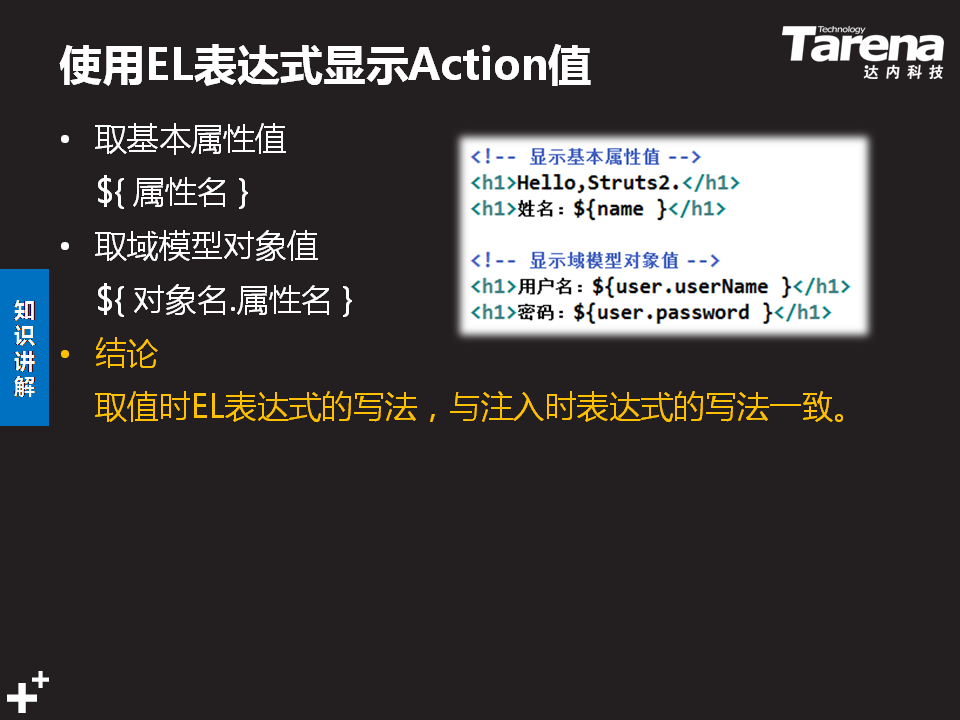 使用EL表达式显示Action值
Technology
Tarena
达内科技
• 取基本属性值
${ 属性名 }
• 取域模型对象值
${ 对象名.属性名 }
• 结论
取值时EL表达式的写法，与注入时表达式的写法一致。
<!-- 显示基本属性值 -->
<h1>Hello,Struts2.</h1>
<h1>姓名：${name }</h1>
<!-- 显示域模型对象值 -->
<h1>用户名：${user.userName }</h1>
<h1>密码：${user.password }</h1>
知识讲解